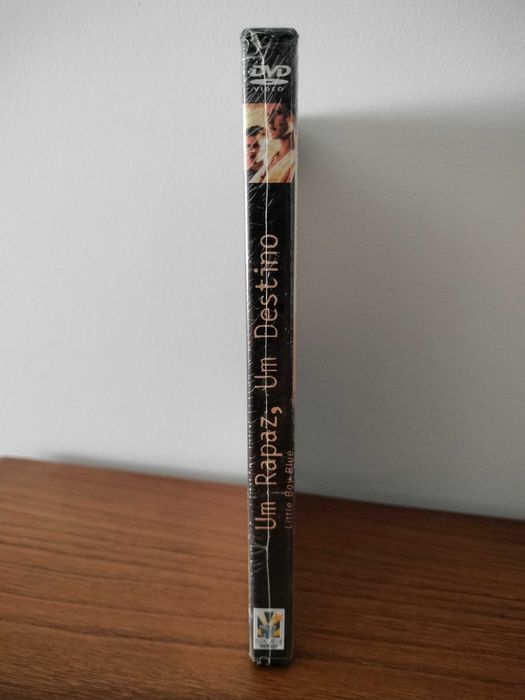 DVD
VIDEO
Um Rapaz, Um Destino
Little Boy Blue